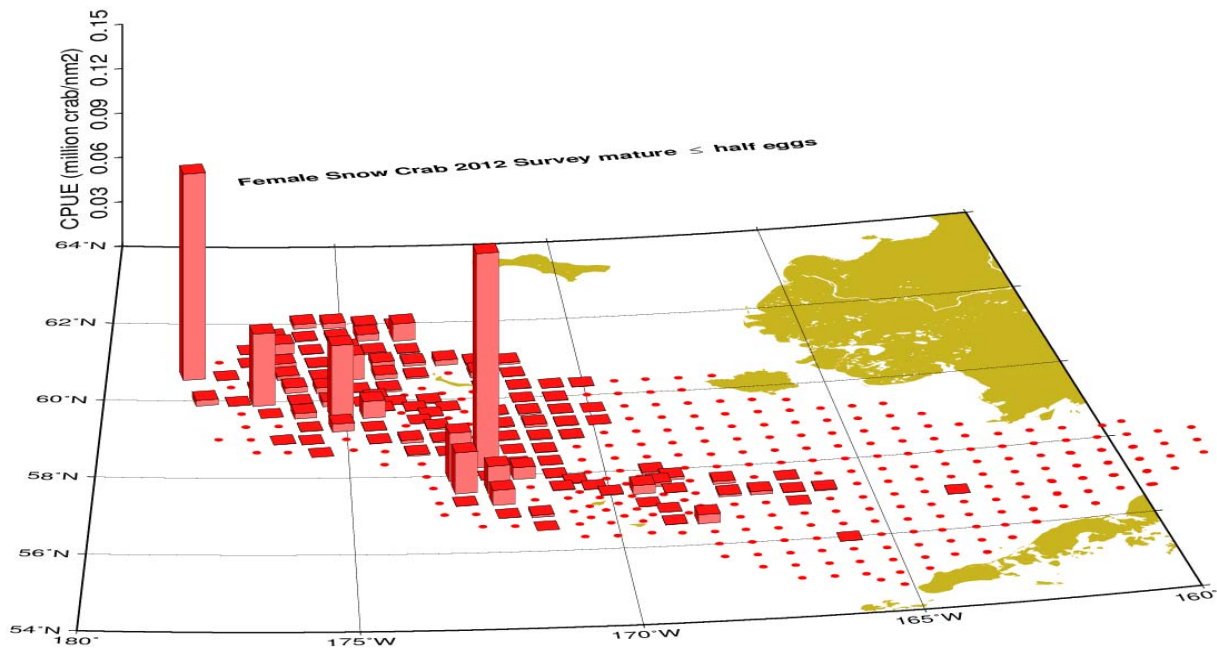 0.15
0.12
0.09
0.06
0.03
CPUE (million crab/nm2)
Female Snow Crab 2012 Survey mature ≤ half eggs
64°N
62°N
60°N
58°N
56°N
54°N
180°
175°W
170°W
165°W
160°